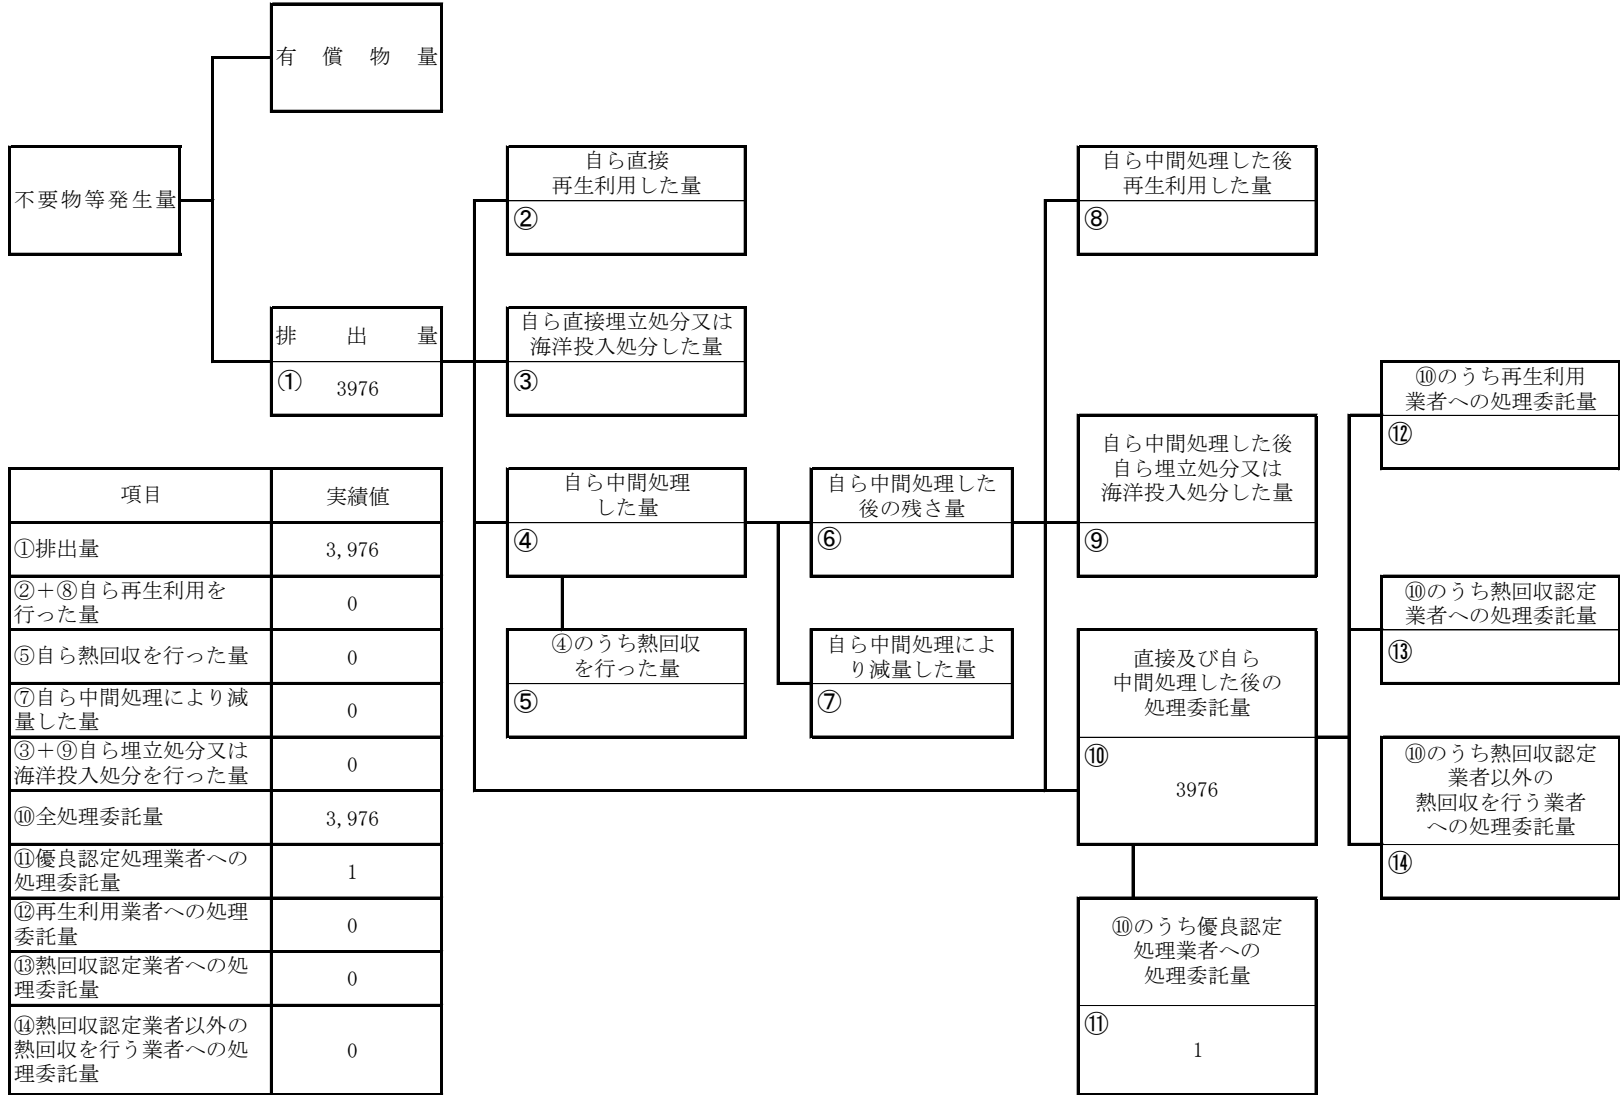 有償物量
不要物等発生量
排出量
① 3976
自ら直接
再生利用した量
②
自ら直接埋立処分又は
海洋投入処分した量
③
自ら中間処理
した量
④
④のうち熱回収
を行った量
⑤
自ら中間処理した
後の残さ量
⑥
自ら中間処理によ
り減量した量
⑦
自ら中間処理した後
再生利用した量
⑧
自ら中間処理した後
自ら埋立処分又は
海洋投入処分した量
⑨
直接及び自ら
中間処理した後の
処理委託量
⑩
3976
⑩のうち優良認定
処理業者への
処理委託量
⑪
1
⑩のうち再生利用
業者への処理委託量
⑫
⑩のうち熱回収認定
業者への処理委託量
⑬
⑩のうち熱回収認定
業者以外の
熱回収を行う業者
への処理委託量
⑭
項目 実績値
①排出量 3,976
②+⑧自ら再生利用を
行った量 0
⑤自ら熱回収を行った量 0
⑦自ら中間処理により減
量した量 0
③+⑨自ら埋立処分又は
海洋投入処分を行った量 0
⑩全処理委託量 3,976
⑪優良認定処理業者への
処理委託量 1
⑫再生利用業者への処理
委託量 0
⑬熱回収認定業者への処
理委託量 0
⑭熱回収認定業者以外の
熱回収を行う業者への処
理委託量 0